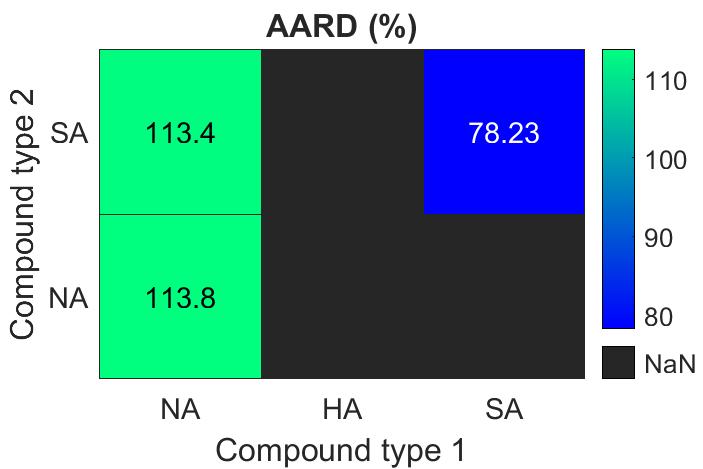 AARD (%)
Compound type 2
SA
NA
113.4
78.23
113.8
NA
HA
SA
Compound type 1
110
100
90
80
NaN